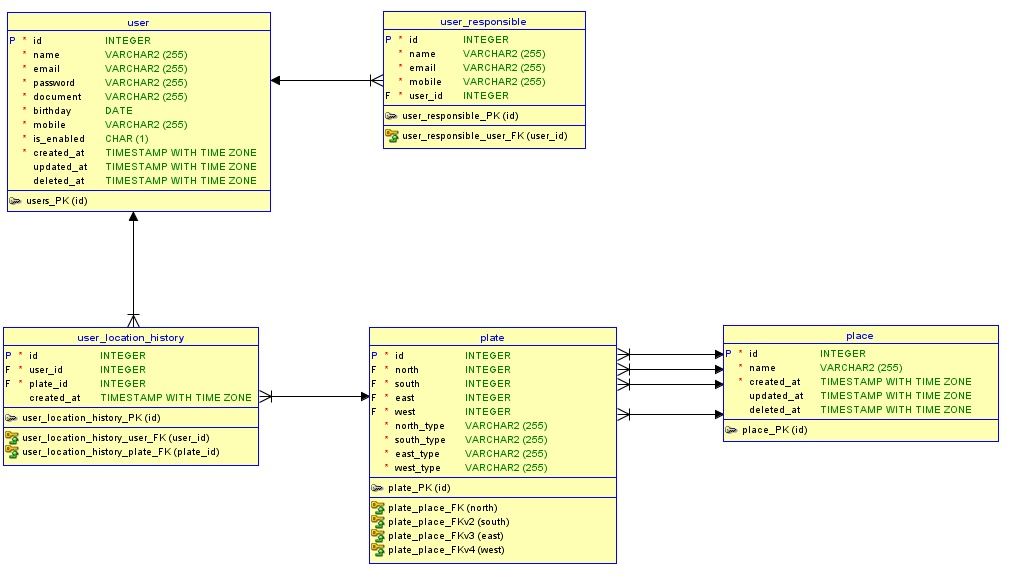 user
P * id INTEGER
* name VARCHAR2 (255)
* email VARCHAR2 (255)
* password VARCHAR2 (255)
* document VARCHAR2 (255)
* birthday DATE
* mobile VARCHAR2 (255)
* is_enabled CHAR (1)
* created_at TIMESTAMP WITH TIME ZONE
updated_at TIMESTAMP WITH TIME ZONE
deleted_at TIMESTAMP WITH TIME ZONE
users_PK (id)
user_responsible
P * id INTEGER
* name VARCHAR2 (255)
* email VARCHAR2 (255)
* mobile VARCHAR2 (255)
F * user_id INTEGER
user_responsible_PK (id)
user_responsible_user_FK (user_id)
user_location_history
P * id INTEGER
F * user_id INTEGER
F * plate_id INTEGER
created_at TIMESTAMP WITH TIME ZONE
user_location_history_PK (id)
user_location_history_user_FK (user_id)
user_location_history_plate_FK (plate_id)
plate
P * id INTEGER
F * north INTEGER
F * south INTEGER
F * east INTEGER
F * west INTEGER
* north_type VARCHAR2 (255)
* south_type VARCHAR2 (255)
* east_type VARCHAR2 (255)
* west_type VARCHAR2 (255)
plate_PK (id)
plate_place_FK (north)
plate_place_FKv2 (south)
plate_place_FKv3 (east)
plate_place_FKv4 (west)
place
P * id INTEGER
* name VARCHAR2 (255)
* created_at TIMESTAMP WITH TIME ZONE
updated_at TIMESTAMP WITH TIME ZONE
deleted_at TIMESTAMP WITH TIME ZONE
place_PK (id)